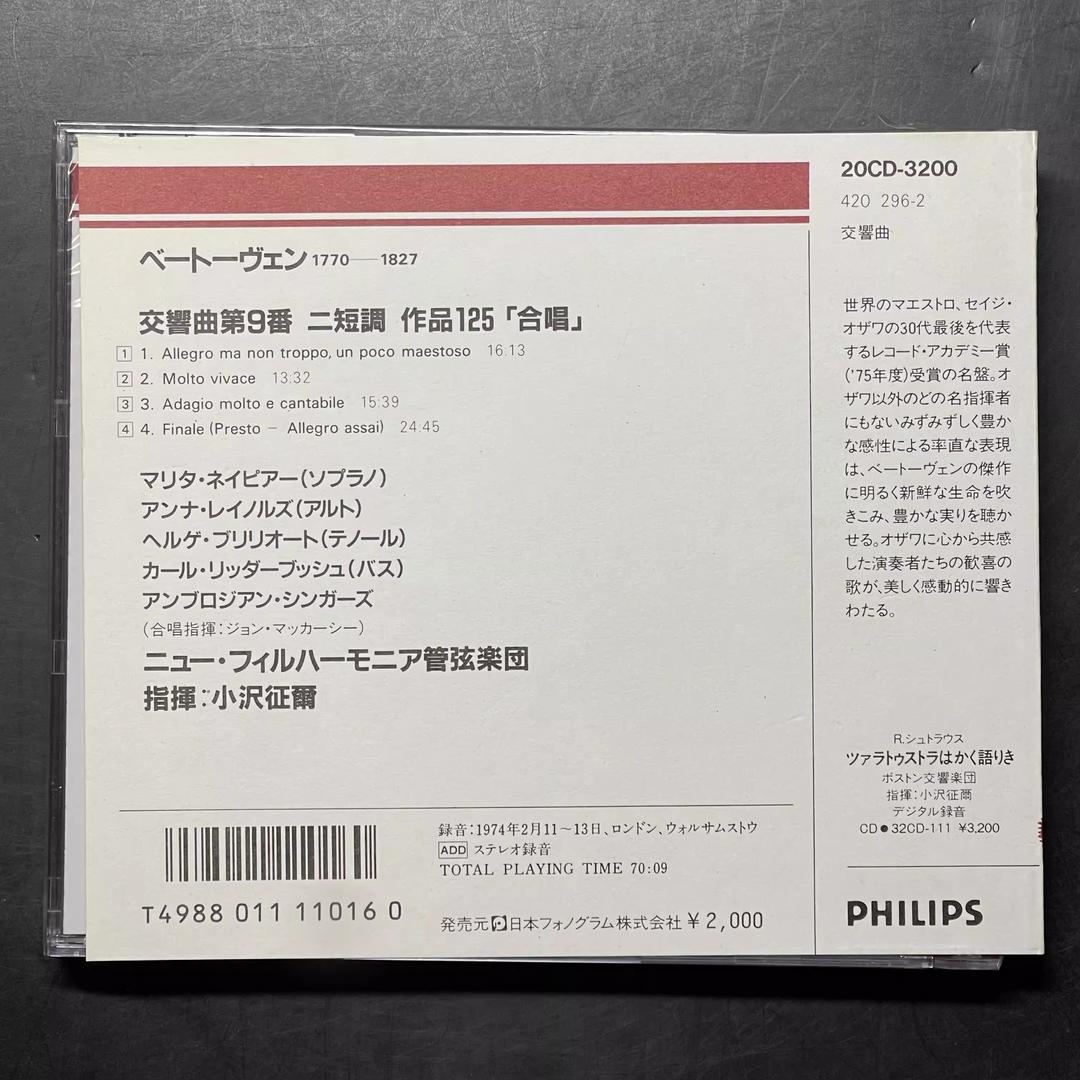 ベートーヴェン 1770——1827
交響曲第9番 ニ短調 作品125「合唱」
1 1. Allegro ma non troppo, un poco maestoso 16:13
2 2. Molto vivace 13:32
3 3. Adagio molto e cantabile 15:39
4 4. Finale (Presto – Allegro assai) 24:45
マリタ・ネイピアー(ソプラノ)
アンナ・レイノルズ(アルト)
ヘルゲ・ブリリオート(テノール)
カール・リッダーブッシュ(バス)
アンブロジアン・シンガーズ
(合唱指揮:ジョン・マッカーシー)
ニュー・フィルハーモニア管弦楽団
指揮:小沢征爾
T4988 011 11016 0
録音:1974年2月11〜13日、ロンドン、ウォルサムストウ
ADD ステレオ録音
TOTAL PLAYING TIME 70:09
発売元 日本フォノグラム株式会社 ¥2,000
20CD-3200
420 296-2
交響曲
世界のマエストロ、セイジ・
オザワの30代最後を代表
するレコード・アカデミー賞
('75年度)受賞の名盤。オ
ザワ以外のどの名指揮者
にもないみずみずしく豊か
な感性による率直な表現
は、ベートーヴェンの傑作
に明るく新鮮な生命を吹
きこみ、豊かな実りを聴か
せる。オザワに心から共感
した演奏者たちの歓喜の
歌が、美しく感動的に響き
わたる。
R.シュトラウス
ツァラトゥストラはかく語りき
ボストン交響楽団
指揮:小沢征爾
デジタル録音
CD●32CD-111 ¥3,200
PHILIPS